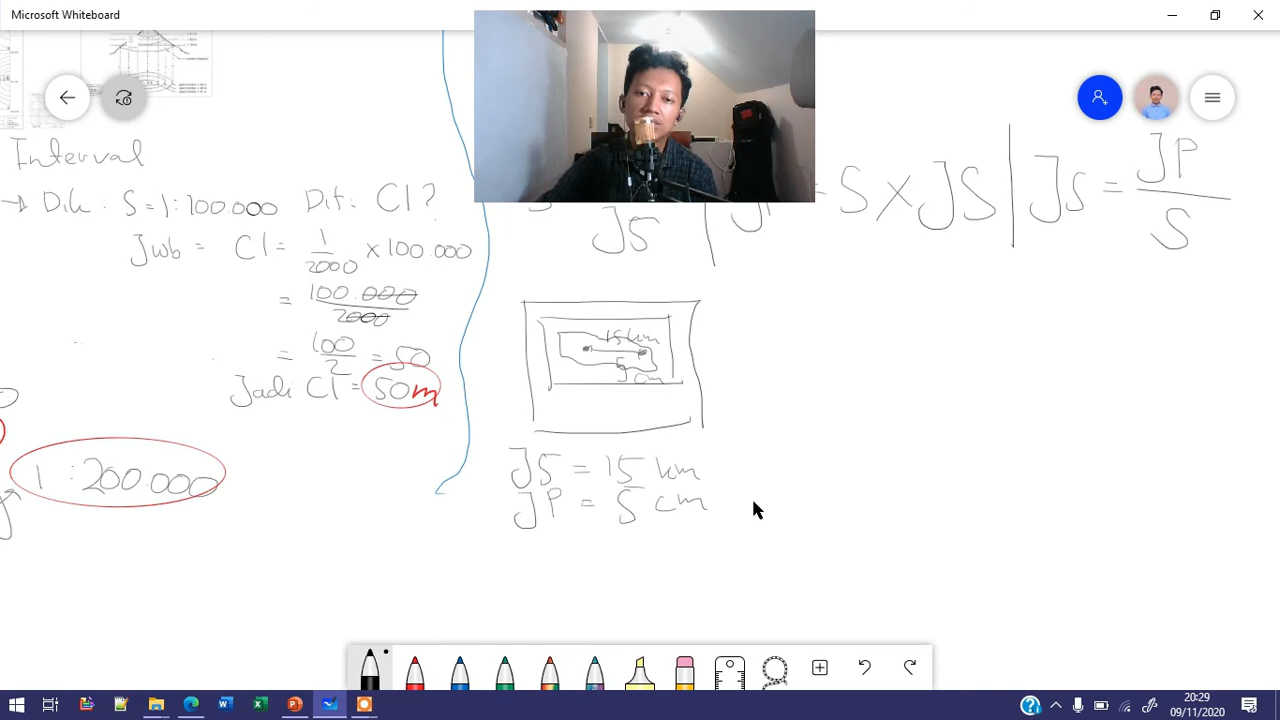 Microsoft Whiteboard
Interval
→ Dik : S = 1 : 100.000 Dit : CI ?
Jwb = CI = 1/2000 x 100.000
= 100.000/2000
= 100/2 = 50
Jadi CI = 50m
1 : 200.000
JS
= S X JS | JS = JP/S
15 km
5 cm
JS = 15 km
JP = 5 cm
20:29
09/11/2020